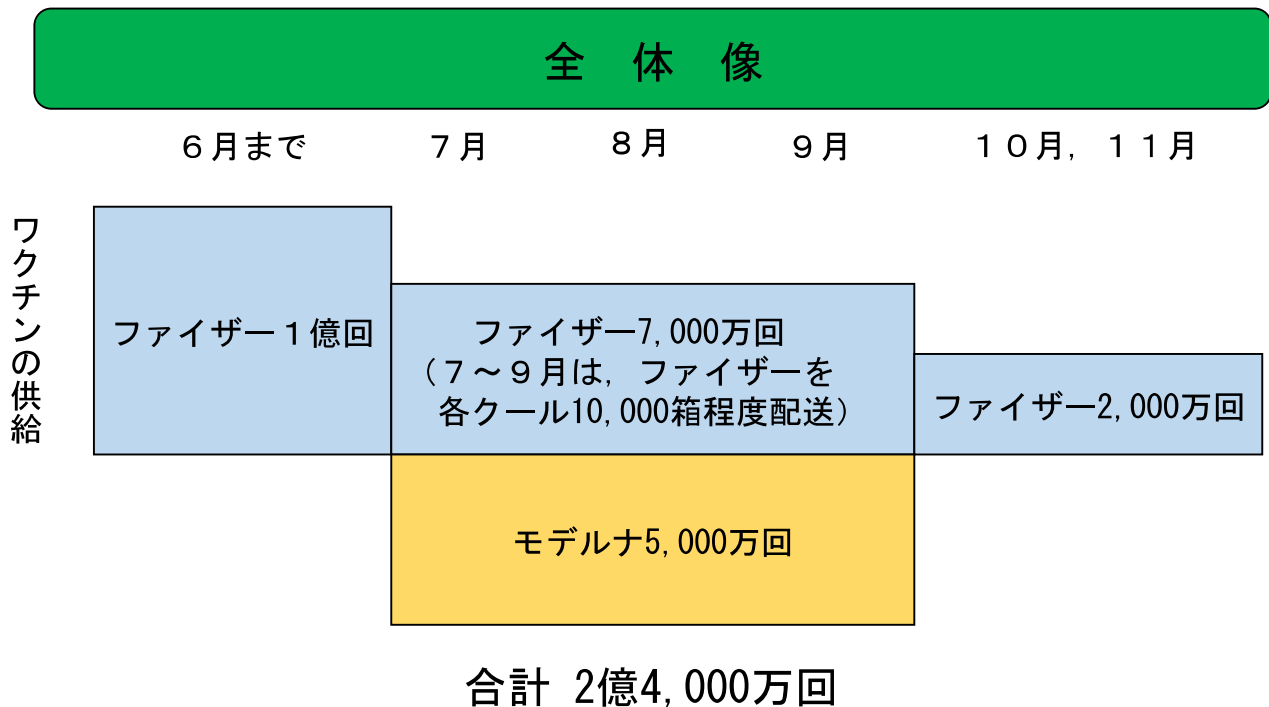 全　体　像
６月まで　７月　８月　９月　１０月，１１月
ワクチンの供給
ファイザー１億回
ファイザー7,000万回
（７～９月は，ファイザーを
各クール10,000箱程度配送）
ファイザー2,000万回
モデルナ5,000万回
合計 2億4,000万回